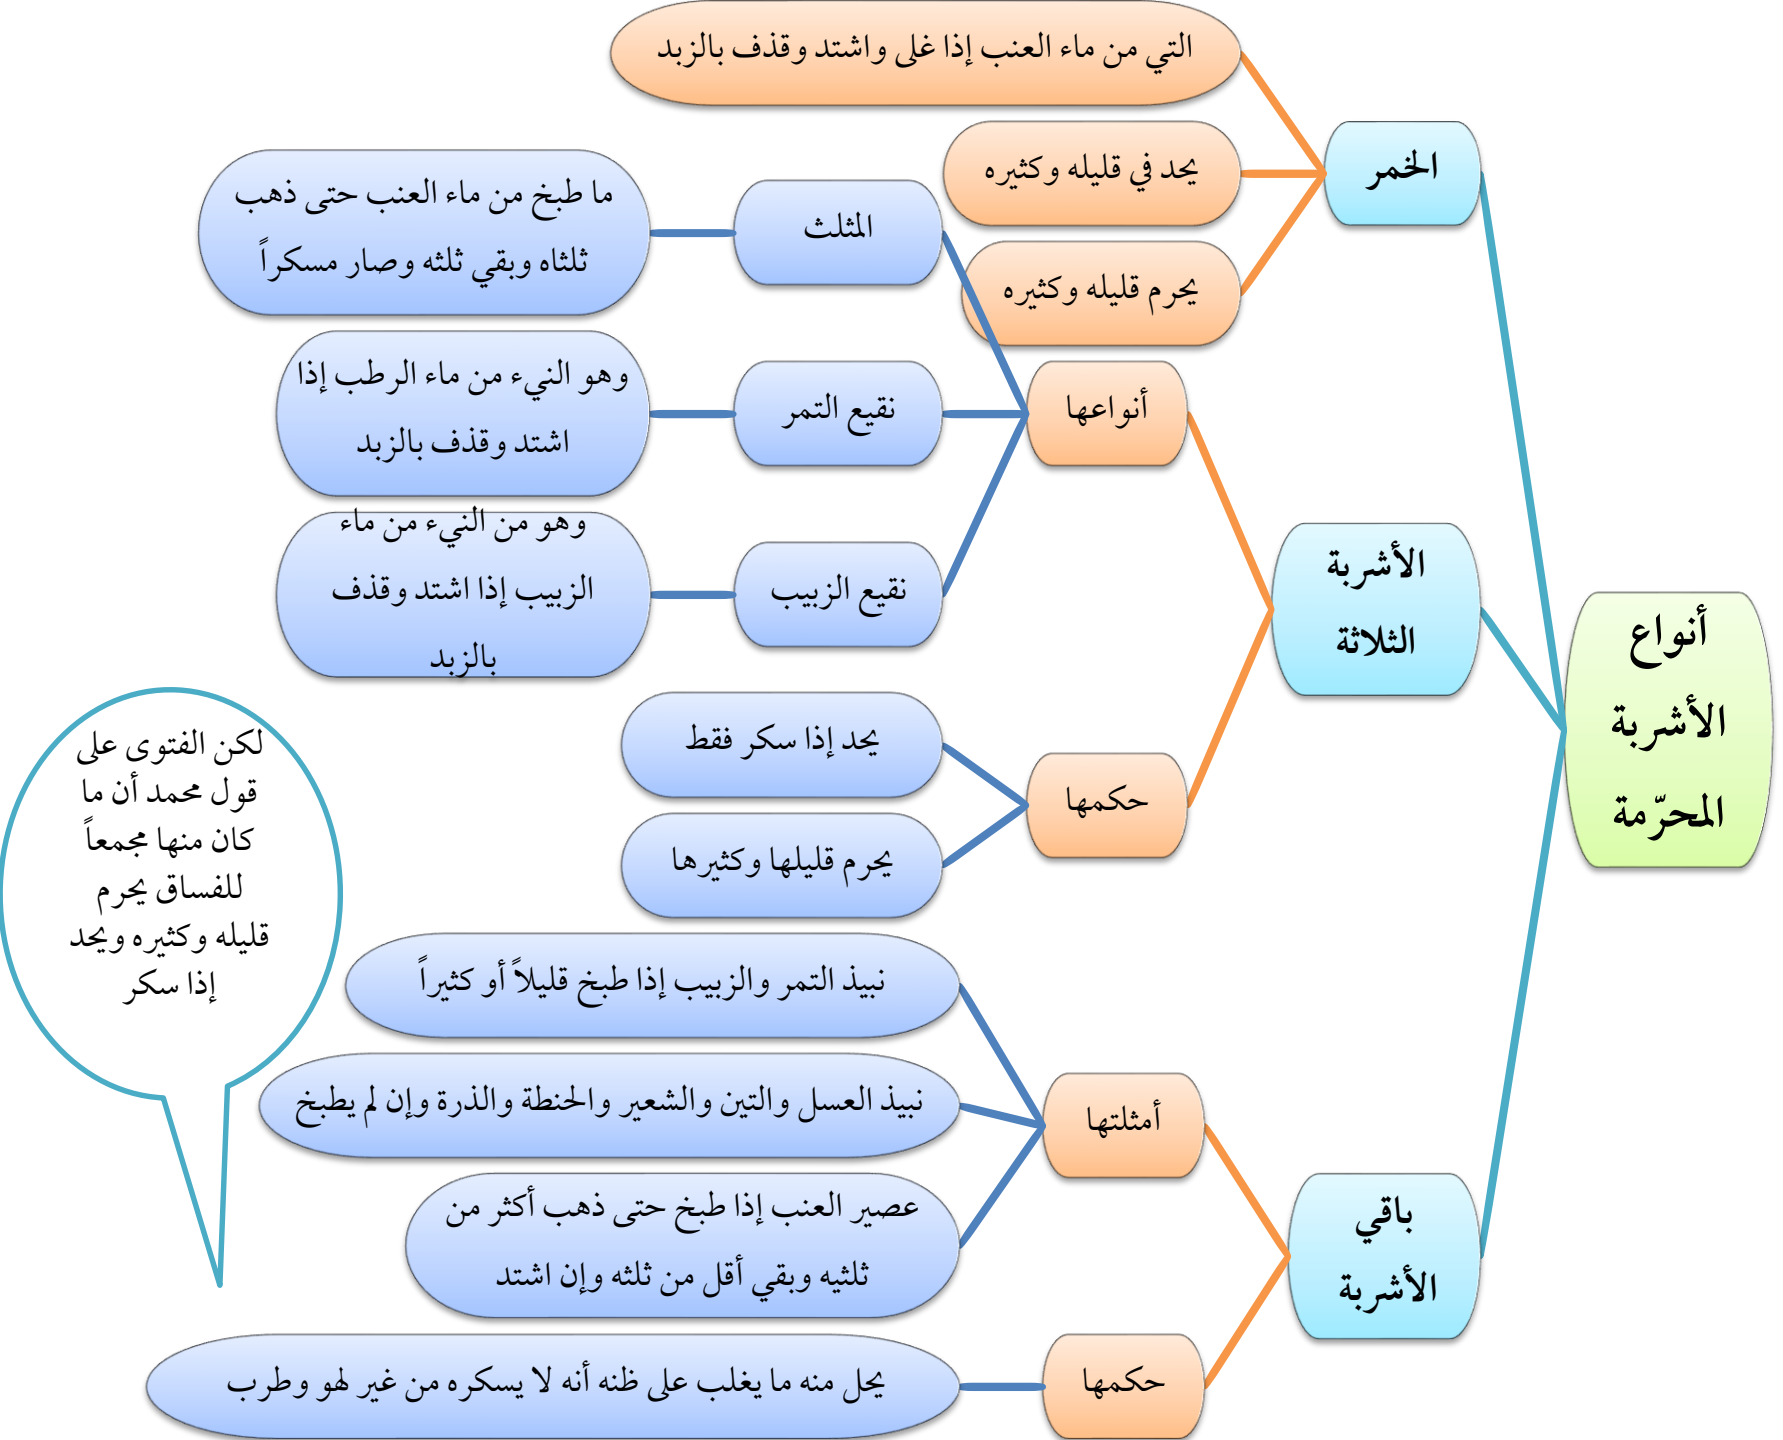 أنواع
الأشربة
المحرّمة
الخمر
التي من ماء العنب إذا غلى واشتد وقذف بالزبد
يحد في قليله وكثيره
يحرم قليله وكثيره
الأشربة
الثلاثة
أنواعها
المثلث
ما طبخ من ماء العنب حتى ذهب
ثلثاه وبقي ثلثه وصار مسكراً
نقيع التمر
وهو النيء من ماء الرطب إذا
اشتد وقذف بالزبد
نقيع الزبيب
وهو من النيء من ماء
الزبيب إذا اشتد وقذف
بالزبد
حكمها
يحد إذا سكر فقط
يحرم قليلها وكثيرها
باقي
الأشربة
أمثلتها
نبيذ التمر والزبيب إذا طبخ قليلاً أو كثيراً
نبيذ العسل والتين والشعير والحنطة والذرة وإن لم يطبخ
عصير العنب إذا طبخ حتى ذهب أكثر من
ثلثيه وبقي أقل من ثلثه وإن اشتد
حكمها
يحل منه ما يغلب على ظنه أنه لا يسكره من غير لهو وطرب
لكن الفتوى على
قول محمد أن ما
كان منها مجمعاً
للفساق يحرم
قليله وكثيره ويحد
إذا سكر